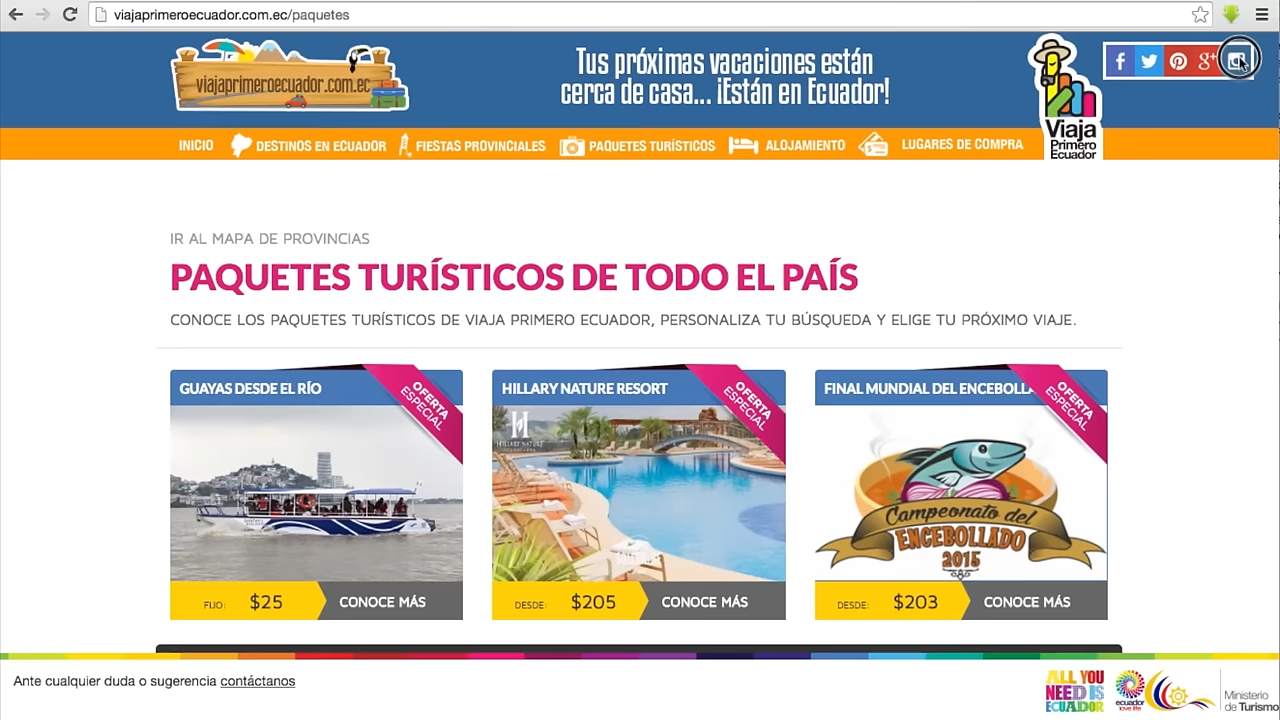 viajaprimeroecuador.com.ec/paquetes
viajaprimeroecuador.com.ec
Tus próximas vacaciones están
cerca de casa... ¡Están en Ecuador!
Viaja
Primero
Ecuador
INICIO
DESTINOS EN ECUADOR
FIESTAS PROVINCIALES
PAQUETES TURÍSTICOS
ALOJAMIENTO
LUGARES DE COMPRA
IR AL MAPA DE PROVINCIAS
PAQUETES TURÍSTICOS DE TODO EL PAÍS
CONOCE LOS PAQUETES TURÍSTICOS DE VIAJA PRIMERO ECUADOR, PERSONALIZA TU BÚSQUEDA Y ELIGE TU PRÓXIMO VIAJE.
GUAYAS DESDE EL RÍO
OFERTA
ESPECIAL
FIJO: $25
CONOCE MÁS
HILLARY NATURE RESORT
OFERTA
ESPECIAL
H
HILLARY NATURE
DESDE: $205
CONOCE MÁS
FINAL MUNDIAL DEL ENCEBOLLA
OFERTA
ESPECIAL
Campeonato del
ENCEBOLLADO
2015
DESDE: $203
CONOCE MÁS
Ante cualquier duda o sugerencia contáctanos
ALL YOU
NEED IS
ECUADOR
ecuador
love life
Ministerio
de Turismo